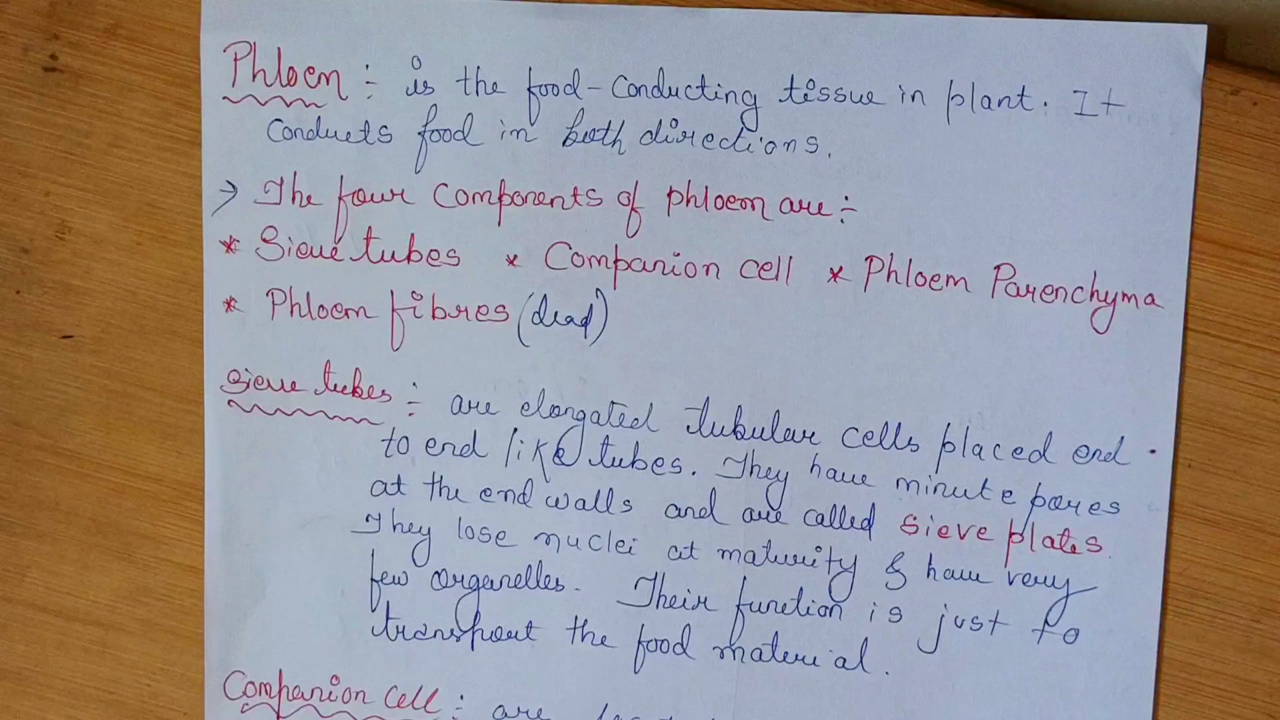 Phloem ÷ is the food-conducting tissue in plant. It
conducts food in both directions.
> The four components of phloem are ÷
* Sieve tubes * Companion cell * Phloem Parenchyma
* Phloem fibres (dead)
Sieve tubes ÷ are elongated tubular cells placed end
to end like tubes. They have minute pores
at the end walls and are called sieve plates.
They lose nuclei at maturity & have very
few organelles. Their function is just to
transport the food material.
Companion cell : are